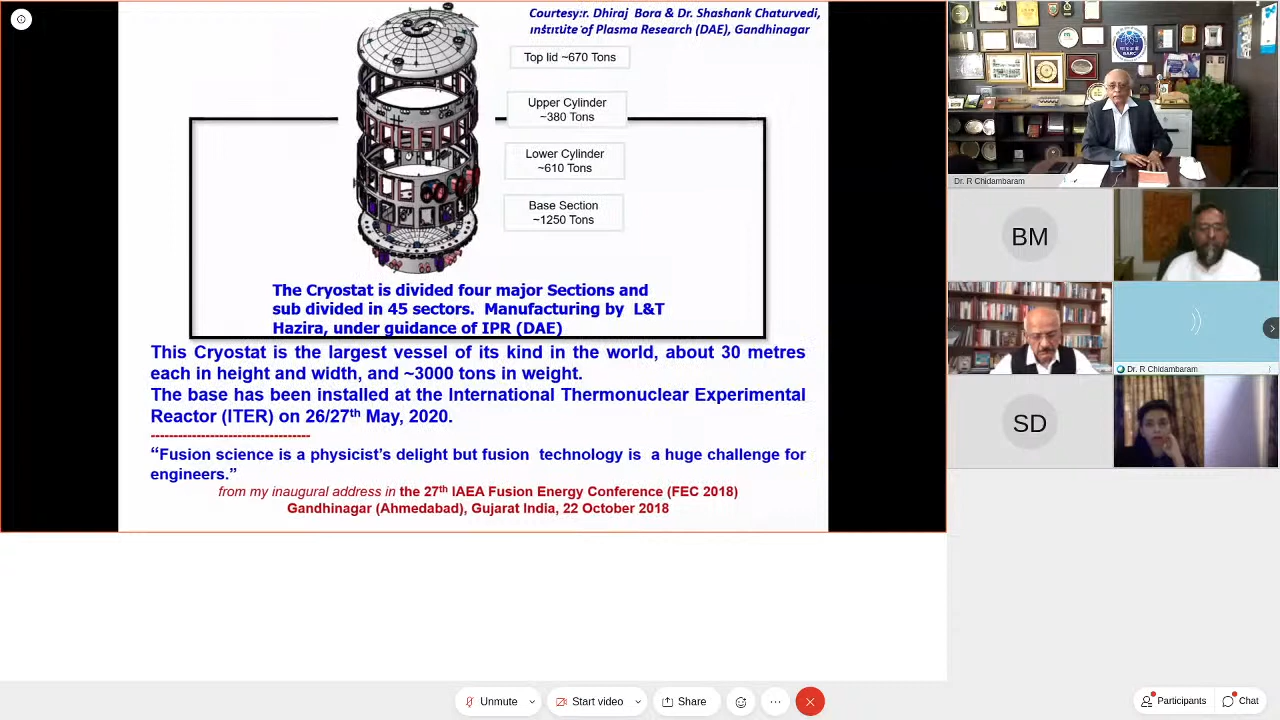 Courtesy:r. Dhiraj Bora & Dr. Shashank Chaturvedi,
institute of Plasma Research (DAE), Gandhinagar
Top lid ~670 Tons
Upper Cylinder
~380 Tons
Lower Cylinder
~610 Tons
Base Section
~1250 Tons
The Cryostat is divided four major Sections and
sub divided in 45 sectors. Manufacturing by L&T
Hazira, under guidance of IPR (DAE)
This Cryostat is the largest vessel of its kind in the world, about 30 metres
each in height and width, and ~3000 tons in weight.
The base has been installed at the International Thermonuclear Experimental
Reactor (ITER) on 26/27th May, 2020.
-----------------------------------
“Fusion science is a physicist’s delight but fusion technology is a huge challenge for
engineers.”
from my inaugural address in the 27th IAEA Fusion Energy Conference (FEC 2018)
Gandhinagar (Ahmedabad), Gujarat India, 22 October 2018
BARC
Dr. R Chidambaram
BM
Dr. R Chidambaram
SD
Unmute
Start video
Share
Participants
Chat